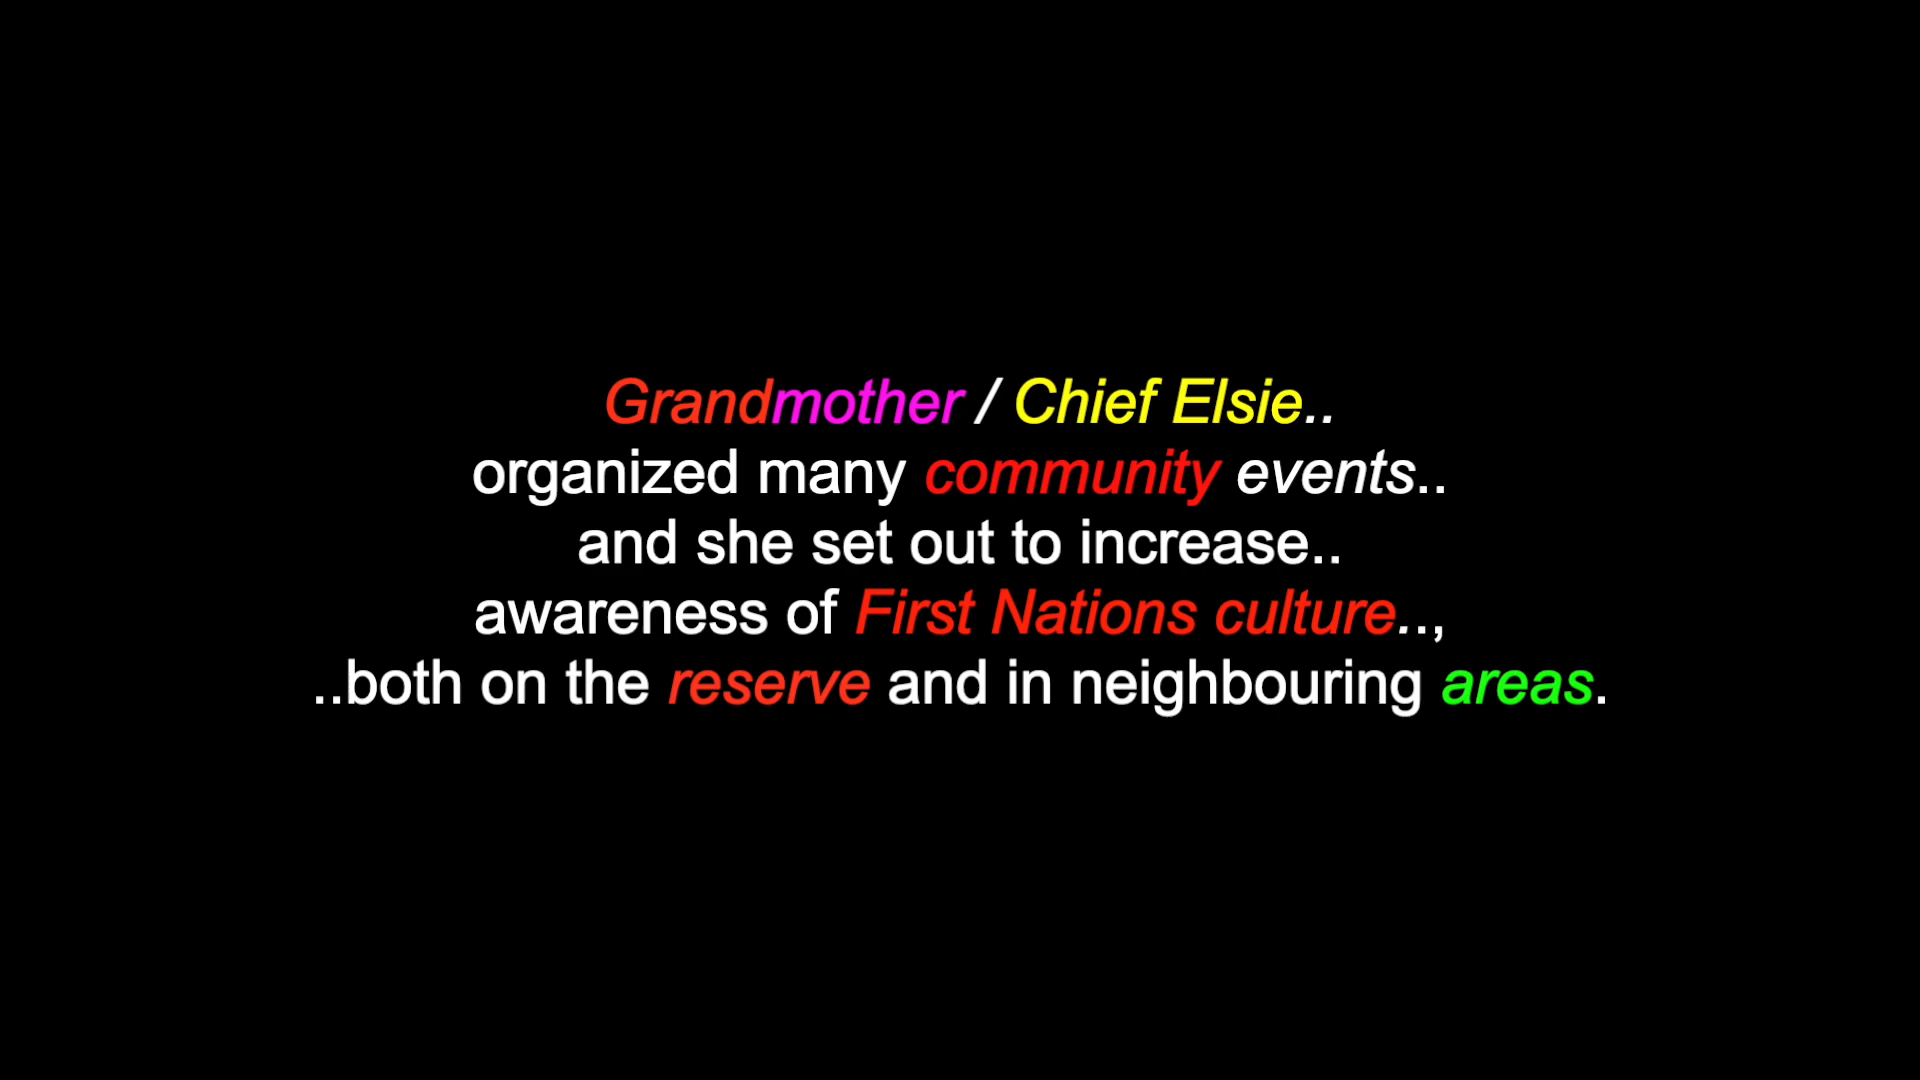 Grandmother / Chief Elsie..
organized many community events..
and she set out to increase..
awareness of First Nations culture..,
..both on the reserve and in neighbouring areas.